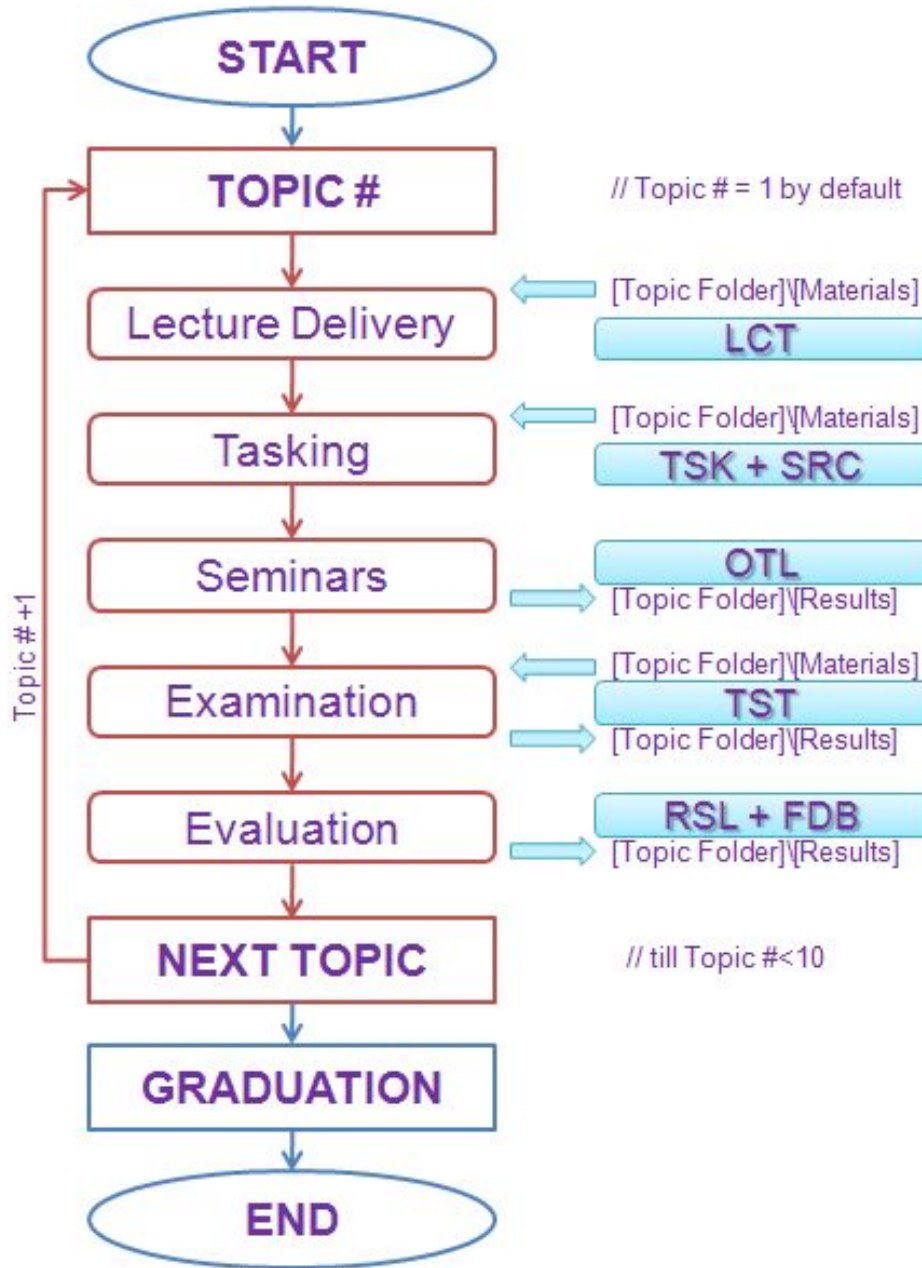 START
TOPIC #
// Topic # = 1 by default
[Topic Folder]\[Materials]
Lecture Delivery
LCT
[Topic Folder]\[Materials]
Tasking
TSK + SRC
Seminars
OTL
[Topic Folder]\[Results]
[Topic Folder]\[Materials]
Examination
TST
[Topic Folder]\[Results]
Evaluation
RSL + FDB
[Topic Folder]\[Results]
Topic # +1
NEXT TOPIC
// till Topic #<10
GRADUATION
END